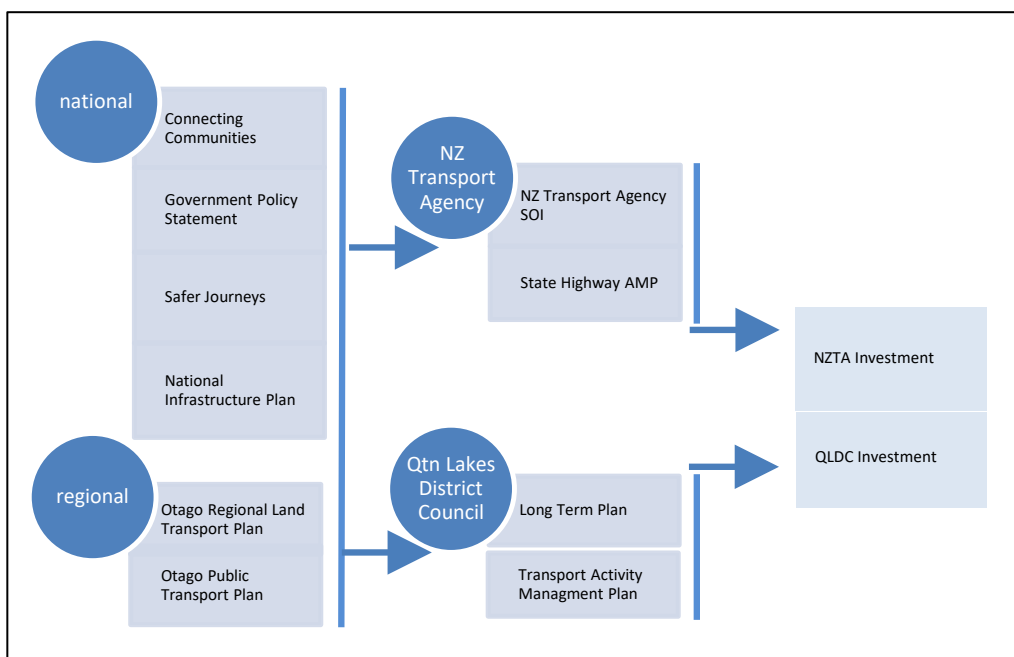 national
Connecting
Communities
Government Policy
Statement
Safer Journeys
National
Infrastructure Plan
regional
Otago Regional Land
Transport Plan
Otago Public
Transport Plan
NZ
Transport
Agency
NZ Transport Agency
SOI
State Highway AMP
Qtn Lakes
District
Council
Long Term Plan
Transport Activity
Managment Plan
NZTA Investment
QLDC Investment